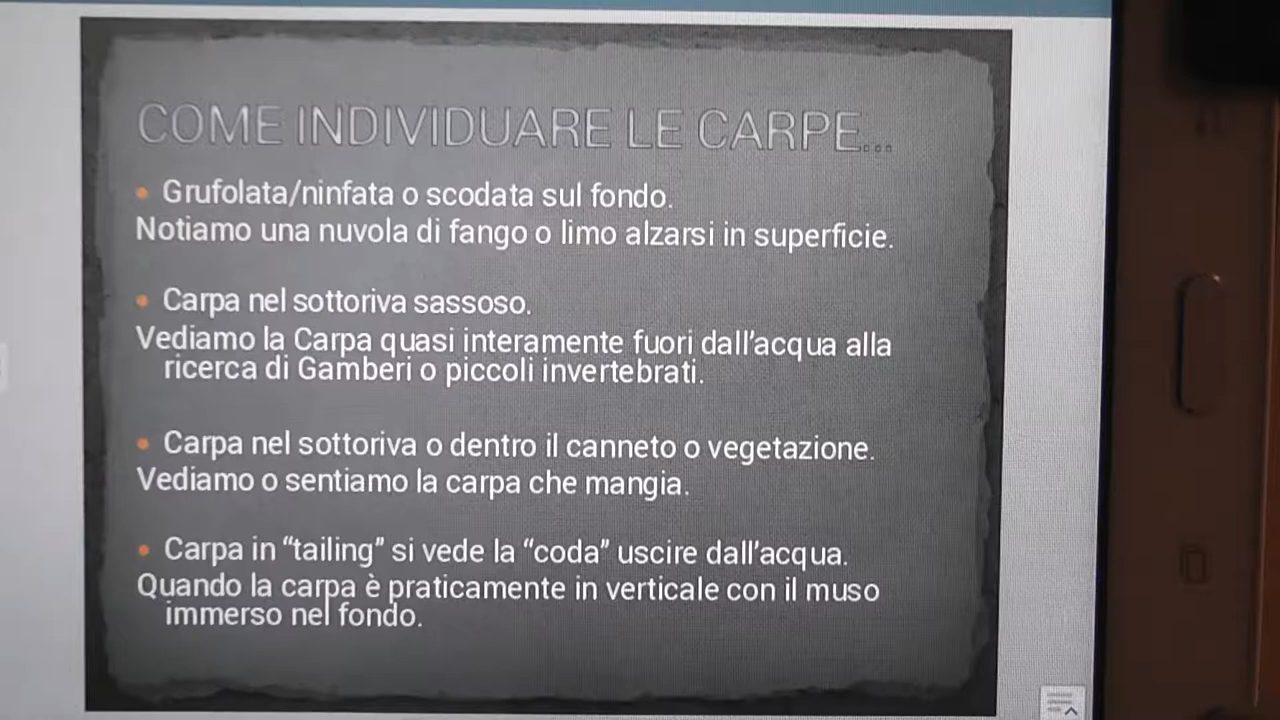 COME INDIVIDUARE LE CARPE...
• Grufolata/ninfata o scodata sul fondo.
Notiamo una nuvola di fango o limo alzarsi in superficie.
• Carpa nel sottoriva sassoso.
Vediamo la Carpa quasi interamente fuori dall'acqua alla
ricerca di Gamberi o piccoli invertebrati.
• Carpa nel sottoriva o dentro il canneto o vegetazione.
Vediamo o sentiamo la carpa che mangia.
• Carpa in “tailing” si vede la “coda” uscire dall'acqua.
Quando la carpa è praticamente in verticale con il muso
immerso nel fondo.